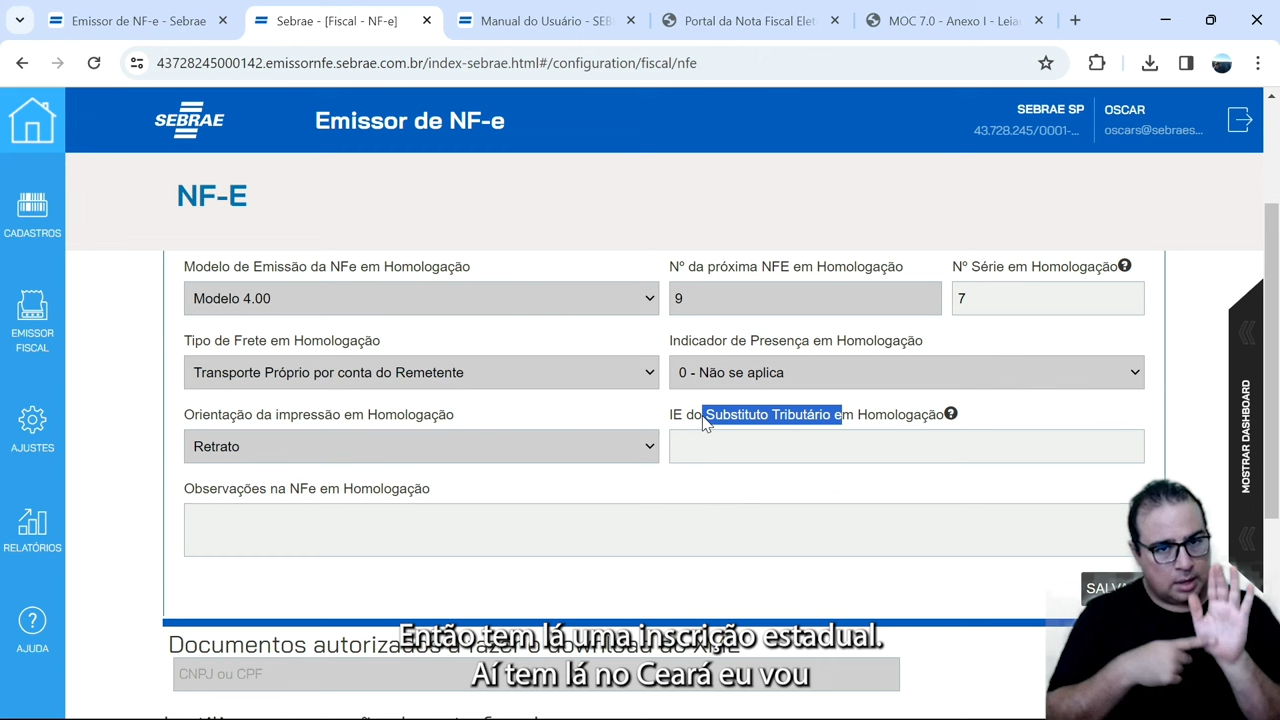 Emissor de NF-e - Sebrae
Sebrae - [Fiscal - NF-e]
Manual do Usuário - SEB
Portal da Nota Fiscal Elet
MOC 7.0 - Anexo I - Leia
43728245000142.emissornfe.sebrae.com.br/index-sebrae.html#/configuration/fiscal/nfe
SEBRAE
Emissor de NF-e
SEBRAE SP
43.728.245/0001-...
OSCAR
oscars@sebraes...
NF-E
CADASTROS
EMISSOR
FISCAL
AJUSTES
RELATÓRIOS
AJUDA
Modelo de Emissão da NFe em Homologação
Modelo 4.00
Nº da próxima NFE em Homologação
9
Nº Série em Homologação
7
Tipo de Frete em Homologação
Transporte Próprio por conta do Remetente
Indicador de Presença em Homologação
0 - Não se aplica
Orientação da impressão em Homologação
Retrato
IE do Substituto Tributário em Homologação
Observações na NFe em Homologação
MOSTRAR DASHBOARD
Documentos autorizados a fazer o download do
CNPJ ou CPF
Então tem lá uma inscrição estadual.
Aí tem lá no Ceará eu vou